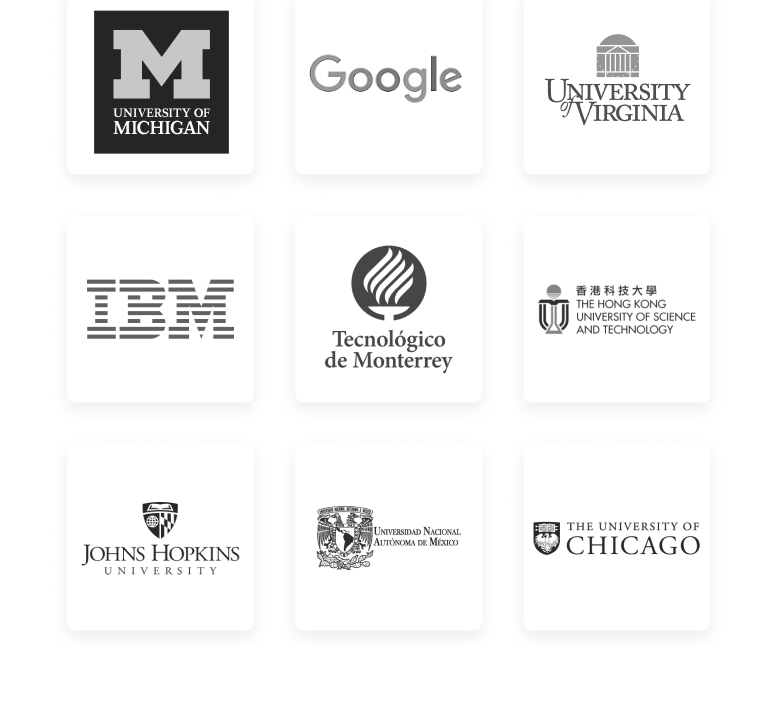 M
UNIVERSITY OF
MICHIGAN
Google
UNIVERSITY
of VIRGINIA
IBM
Tecnológico
de Monterrey
香港科技大學
THE HONG KONG
UNIVERSITY OF SCIENCE
AND TECHNOLOGY
JOHNS HOPKINS
UNIVERSITY
UNIVERSIDAD NACIONAL
AUTÓNOMA DE MÉXICO
THE UNIVERSITY OF
CHICAGO